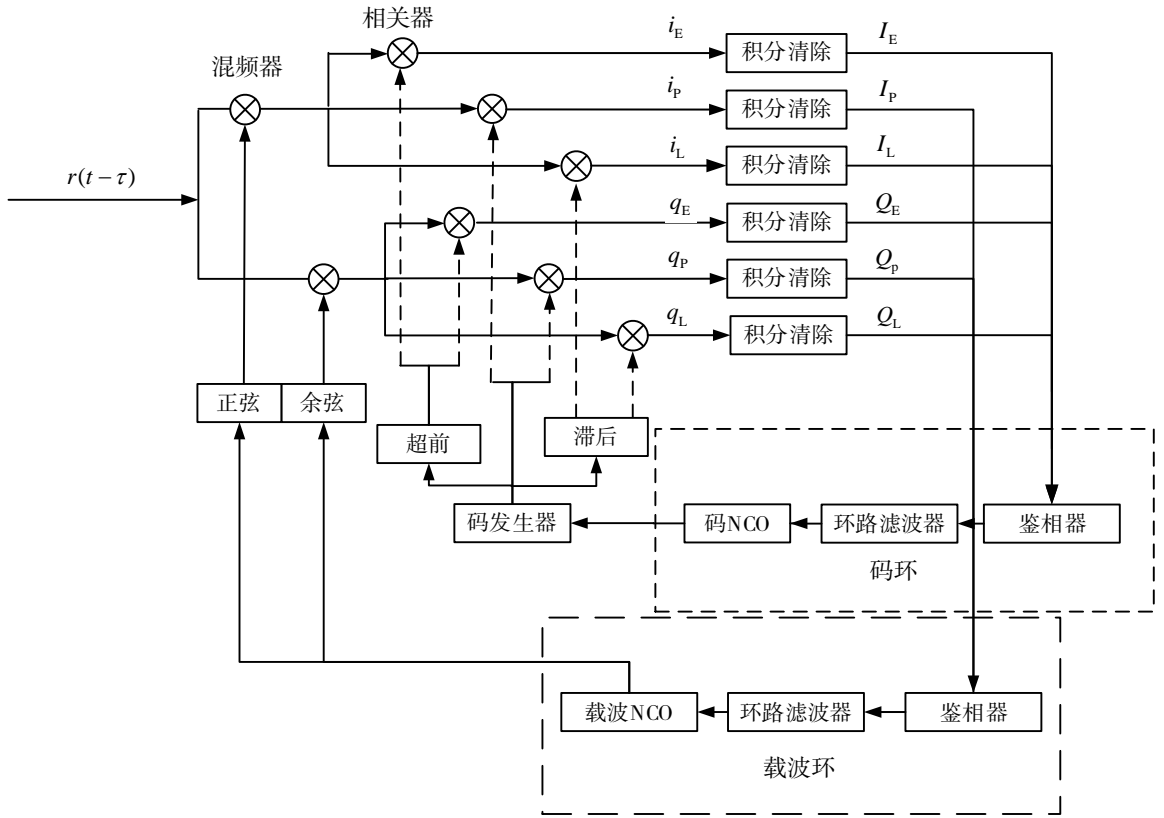 相关器
混频器
i_E
积分清除
I_E
i_P
积分清除
I_P
i_L
积分清除
I_L
r(t−τ)
q_E
积分清除
Q_E
q_P
积分清除
Q_p
q_L
积分清除
Q_L
正弦
余弦
超前
滞后
码发生器
码NCO
环路滤波器
鉴相器
码环
载波NCO
环路滤波器
鉴相器
载波环